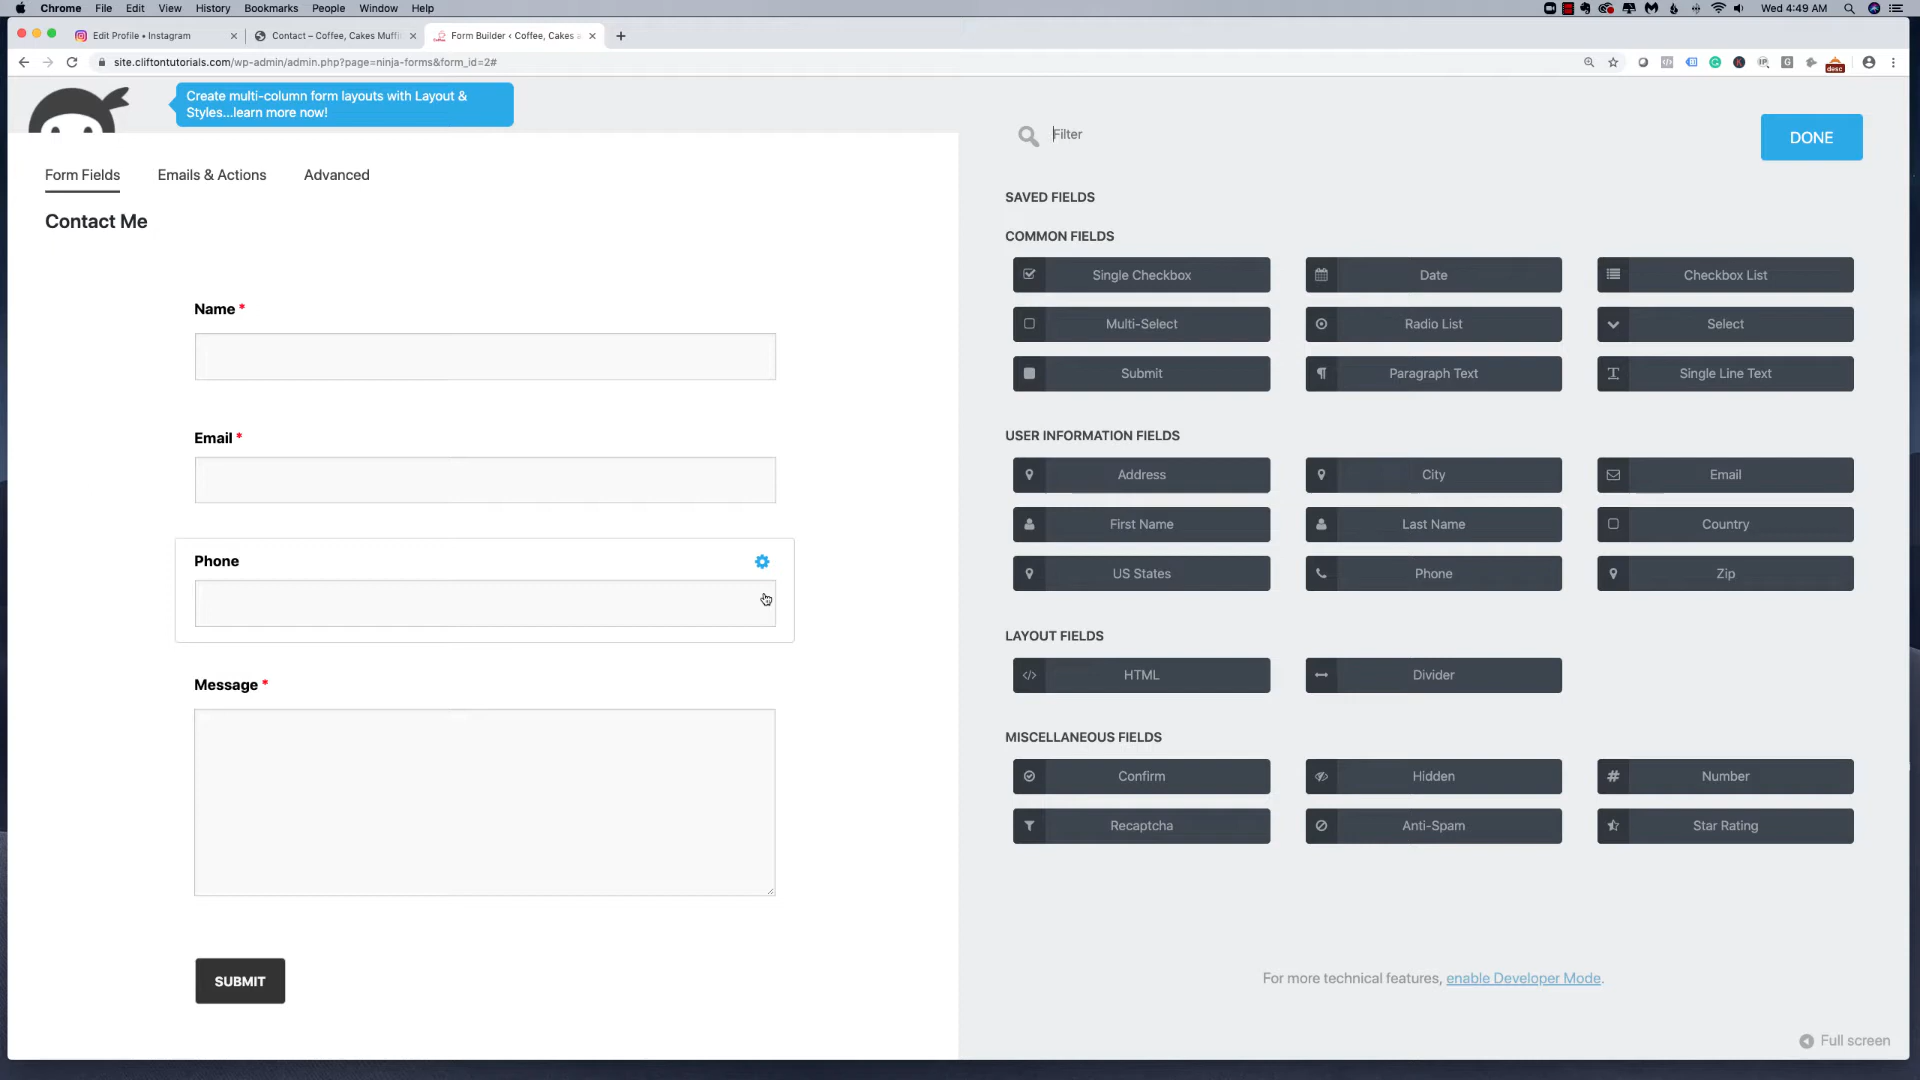 Chrome File Edit View History Bookmarks People Window Help
Wed 4:49 AM
Edit Profile • Instagram
Contact – Coffee, Cakes Muffi
Form Builder ‹ Coffee, Cakes a
site.cliftontutorials.com/wp-admin/admin.php?page=ninja-forms&form_id=2#
desc
Create multi-column form layouts with Layout &
Styles...learn more now!
Filter
DONE
Form Fields Emails & Actions Advanced
Contact Me
Name *
Email *
Phone
Message *
SUBMIT
SAVED FIELDS
COMMON FIELDS
Single Checkbox Date Checkbox List
Multi-Select Radio List Select
Submit Paragraph Text Single Line Text
USER INFORMATION FIELDS
Address City Email
First Name Last Name Country
US States Phone Zip
LAYOUT FIELDS
HTML Divider
MISCELLANEOUS FIELDS
Confirm Hidden Number
Recaptcha Anti-Spam Star Rating
For more technical features, enable Developer Mode.
Full screen